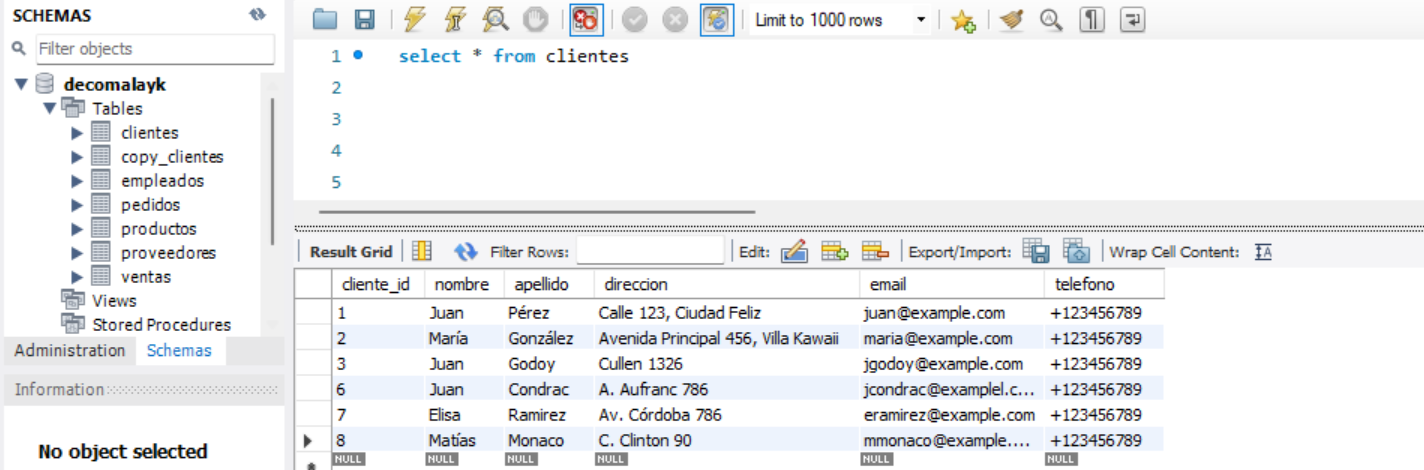 SCHEMAS
Filter objects
decomalayk
Tables
clientes
copy_clientes
empleados
pedidos
productos
proveedores
ventas
Views
Stored Procedures
Administration Schemas
Information
No object selected
Limit to 1000 rows
1 select * from clientes
2
3
4
5
Result Grid Filter Rows: Edit: Export/Import: Wrap Cell Content:
cliente_id nombre apellido direccion email telefono
1 Juan Pérez Calle 123, Ciudad Feliz juan@example.com +123456789
2 María González Avenida Principal 456, Villa Kawaii maria@example.com +123456789
3 Juan Godoy Cullen 1326 jgodoy@example.com +123456789
6 Juan Condrac A. Aufranc 786 jcondrac@examplel.c... +123456789
7 Elisa Ramirez Av. Córdoba 786 eramirez@example.com +123456789
8 Matías Monaco C. Clinton 90 mmonaco@example.... +123456789
NULL NULL NULL NULL NULL NULL